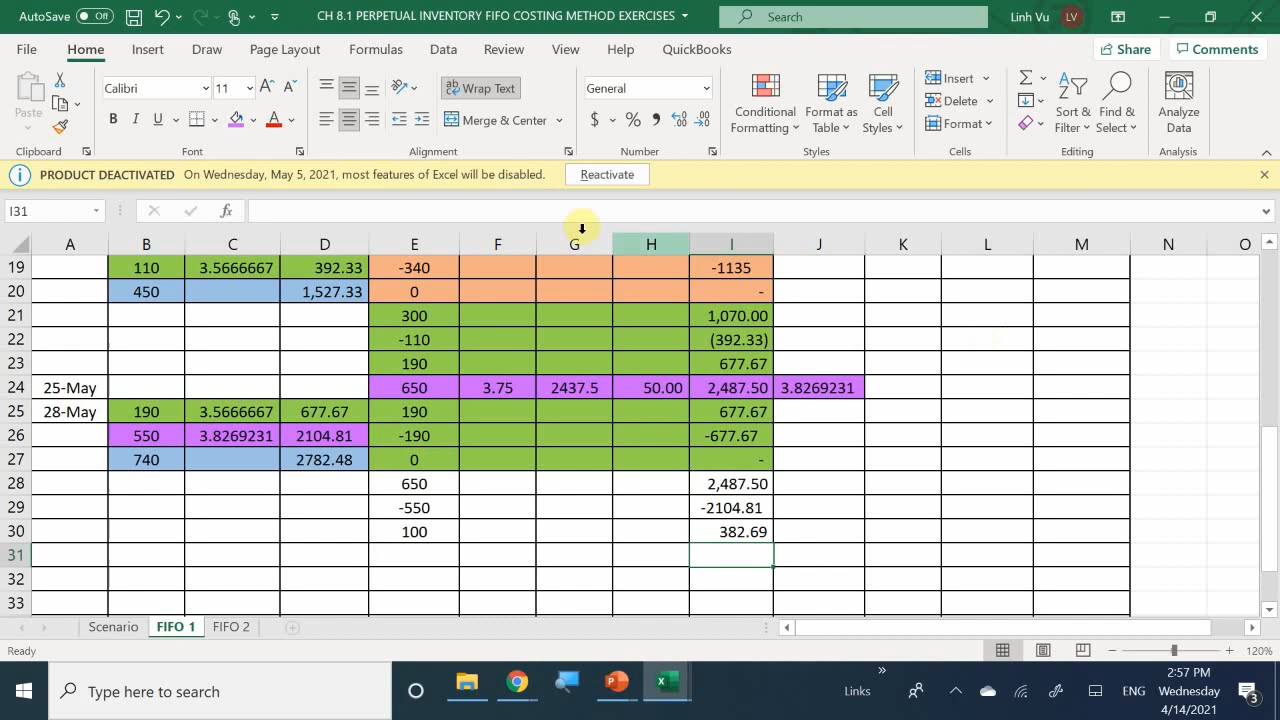 AutoSave Off CH 8.1 PERPETUAL INVENTORY FIFO COSTING METHOD EXERCISES Search Linh Vu LV
File Home Insert Draw Page Layout Formulas Data Review View Help QuickBooks Share Comments
Paste Calibri 11 A A ab Wrap Text General Conditional Formatting Format as Table Cell Styles Insert Delete Format Sort & Filter Find & Select Analyze Data
B I U A Merge & Center $ % 9
Clipboard Font Alignment Number Styles Cells Editing Analysis
PRODUCT DEACTIVATED On Wednesday, May 5, 2021, most features of Excel will be disabled. Reactivate
I31 fx
A B C D E F G H I J K L M N O
19 110 3.5666667 392.33 -340 -1135
20 450 1,527.33 0 -
21 300 1,070.00
22 -110 (392.33)
23 190 677.67
24 25-May 650 3.75 2437.5 50.00 2,487.50 3.8269231
25 28-May 190 3.5666667 677.67 190 677.67
26 550 3.8269231 2104.81 -190 -677.67
27 740 2782.48 0 -
28 650 2,487.50
29 -550 -2104.81
30 100 382.69
31
32
33
Scenario FIFO 1 FIFO 2
Ready 120%
Type here to search Links ENG 2:57 PM Wednesday 4/14/2021 3